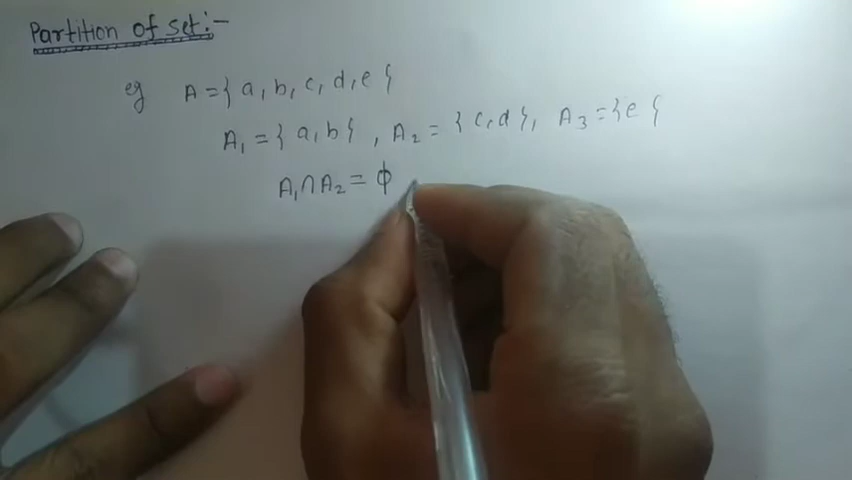 Partition of set:-
eg A = { a, b, c, d, e }
A₁ = { a, b }, A₂ = { c, d }, A₃ = { e }
A₁ ∩ A₂ = ϕ